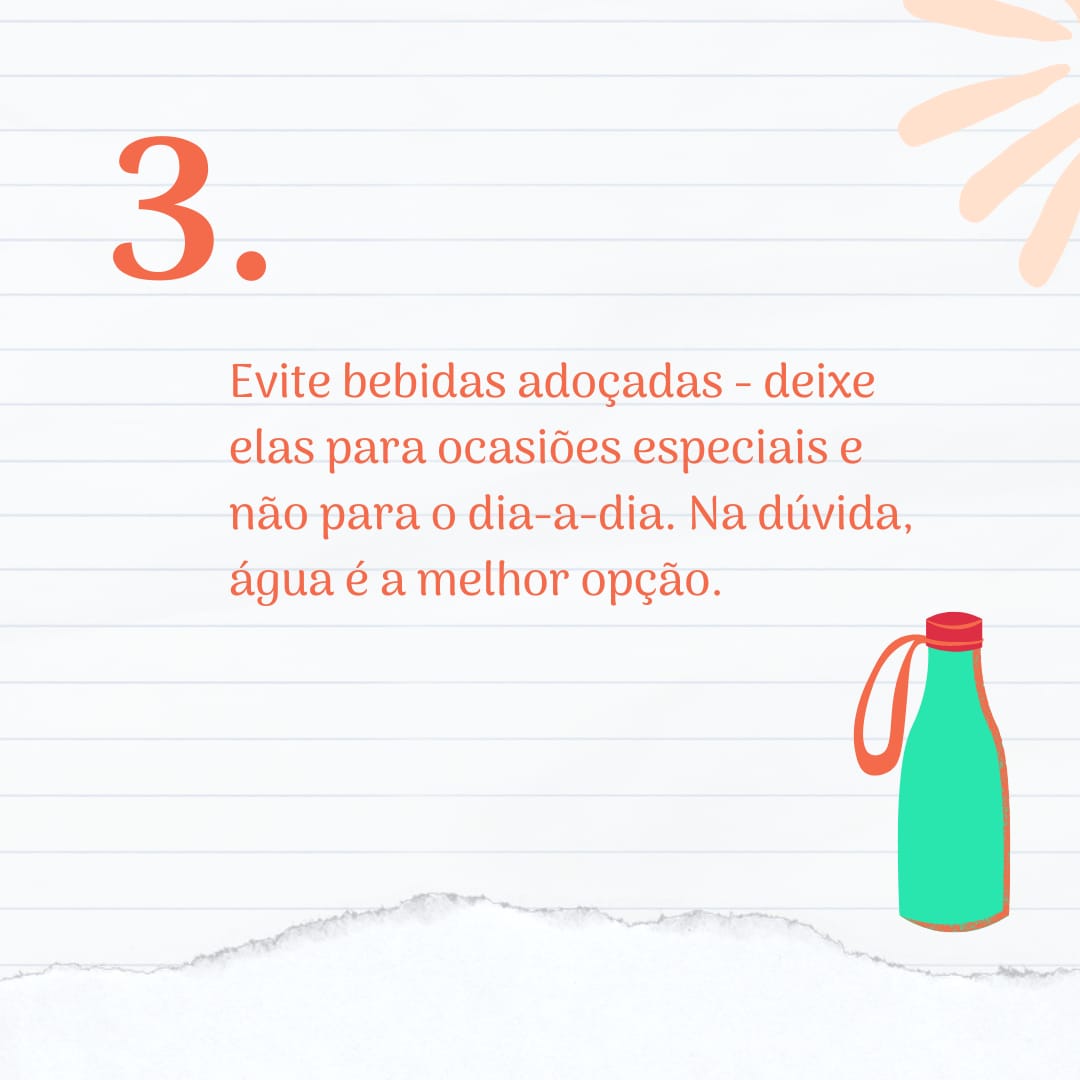 3.
Evite bebidas adoçadas - deixe
elas para ocasiões especiais e
não para o dia-a-dia. Na dúvida,
água é a melhor opção.